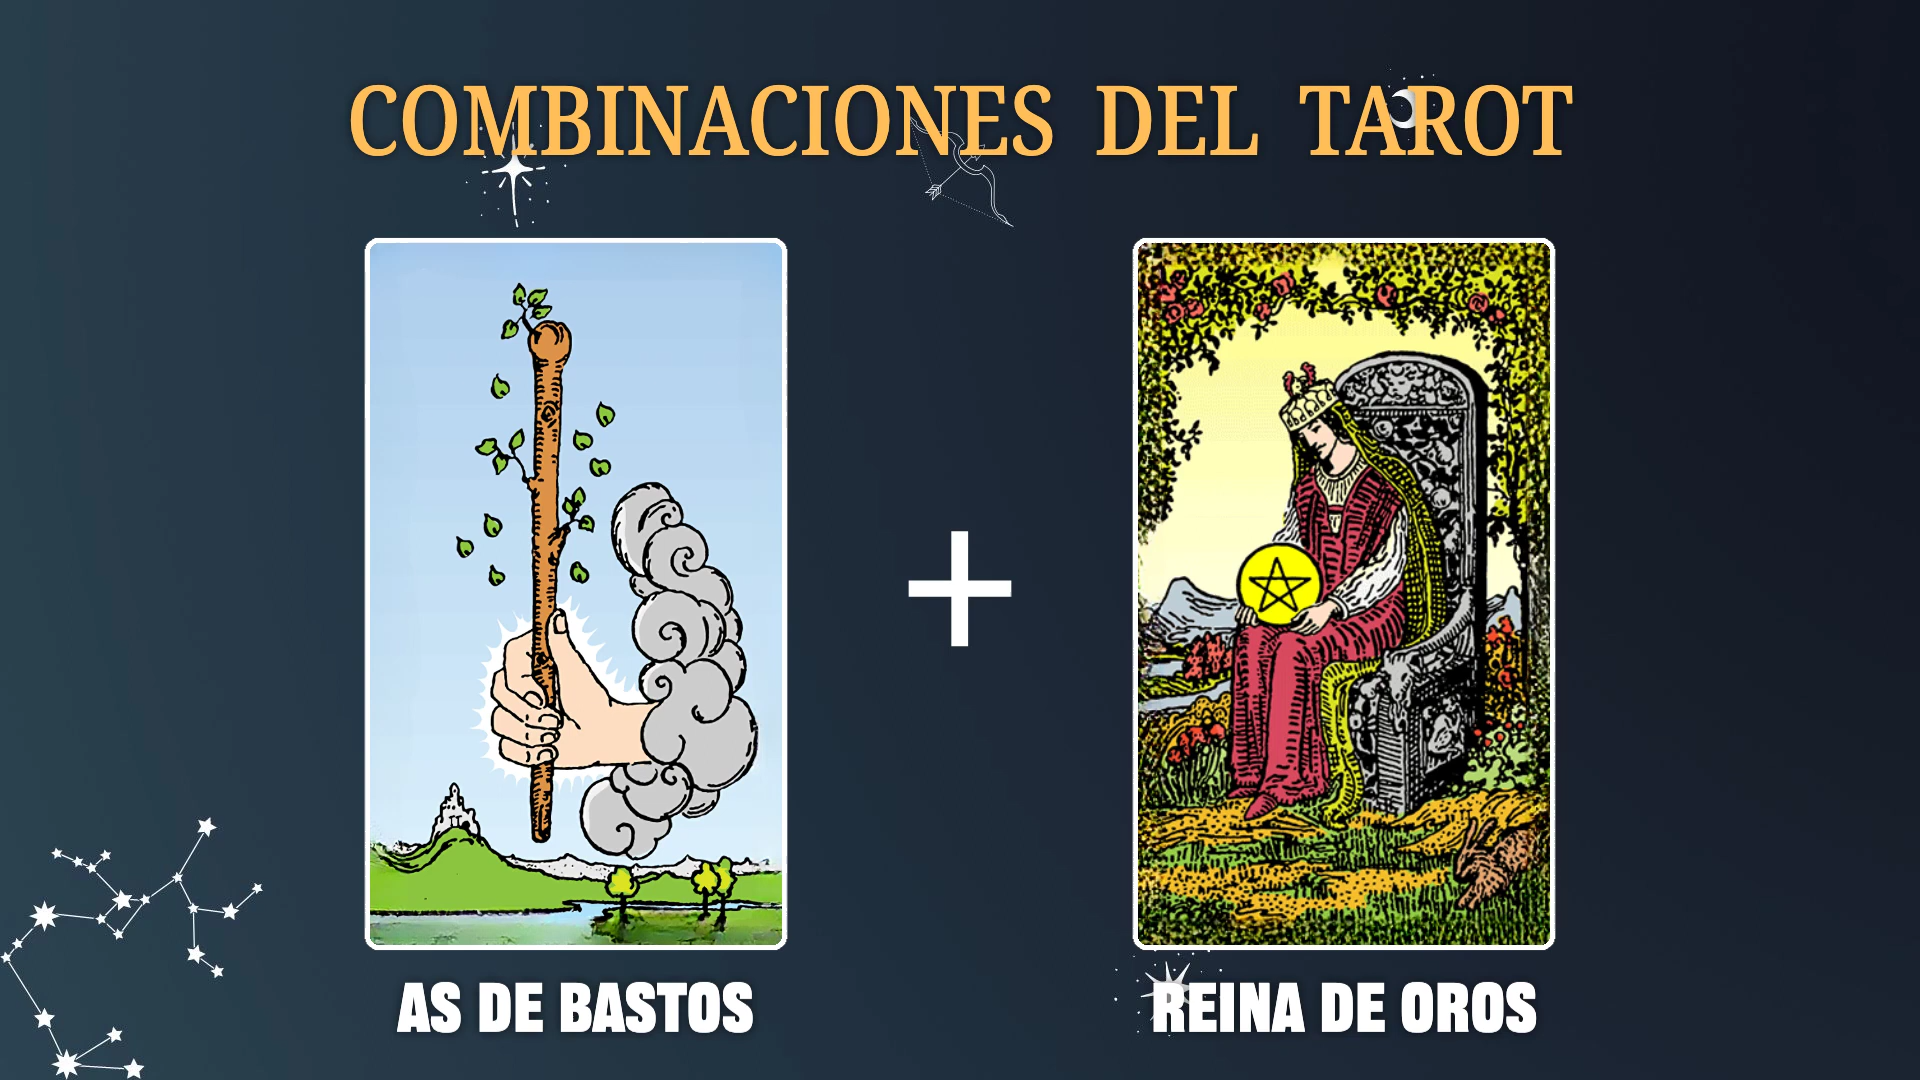 COMBINACIONES DEL TAROT
AS DE BASTOS
REINA DE OROS